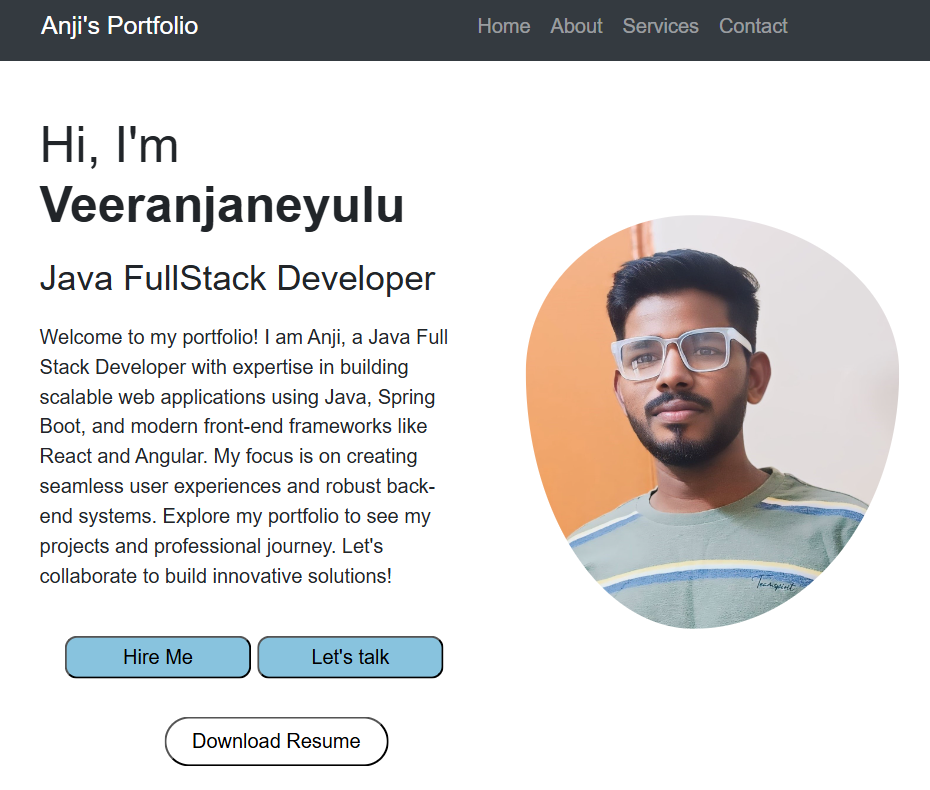 Anji's Portfolio
Home About Services Contact
Hi, I'm
Veeranjaneyulu
Java FullStack Developer
Welcome to my portfolio! I am Anji, a Java Full
Stack Developer with expertise in building
scalable web applications using Java, Spring
Boot, and modern front-end frameworks like
React and Angular. My focus is on creating
seamless user experiences and robust back-
end systems. Explore my portfolio to see my
projects and professional journey. Let's
collaborate to build innovative solutions!
Hire Me
Let's talk
Download Resume